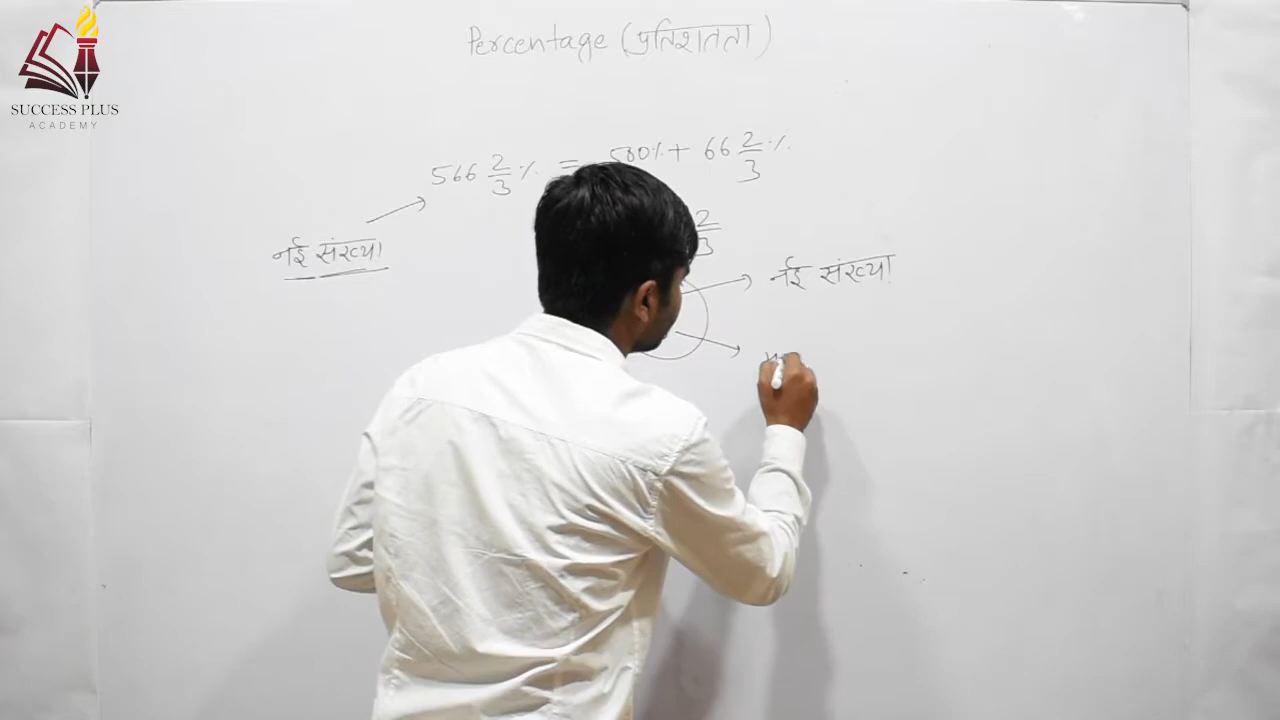 SUCCESS PLUS
ACADEMY
Percentage (प्रतिशतता)
566 2/3 % = 500% + 66 2/3 %
2/3
नई संख्या
नई संख्या